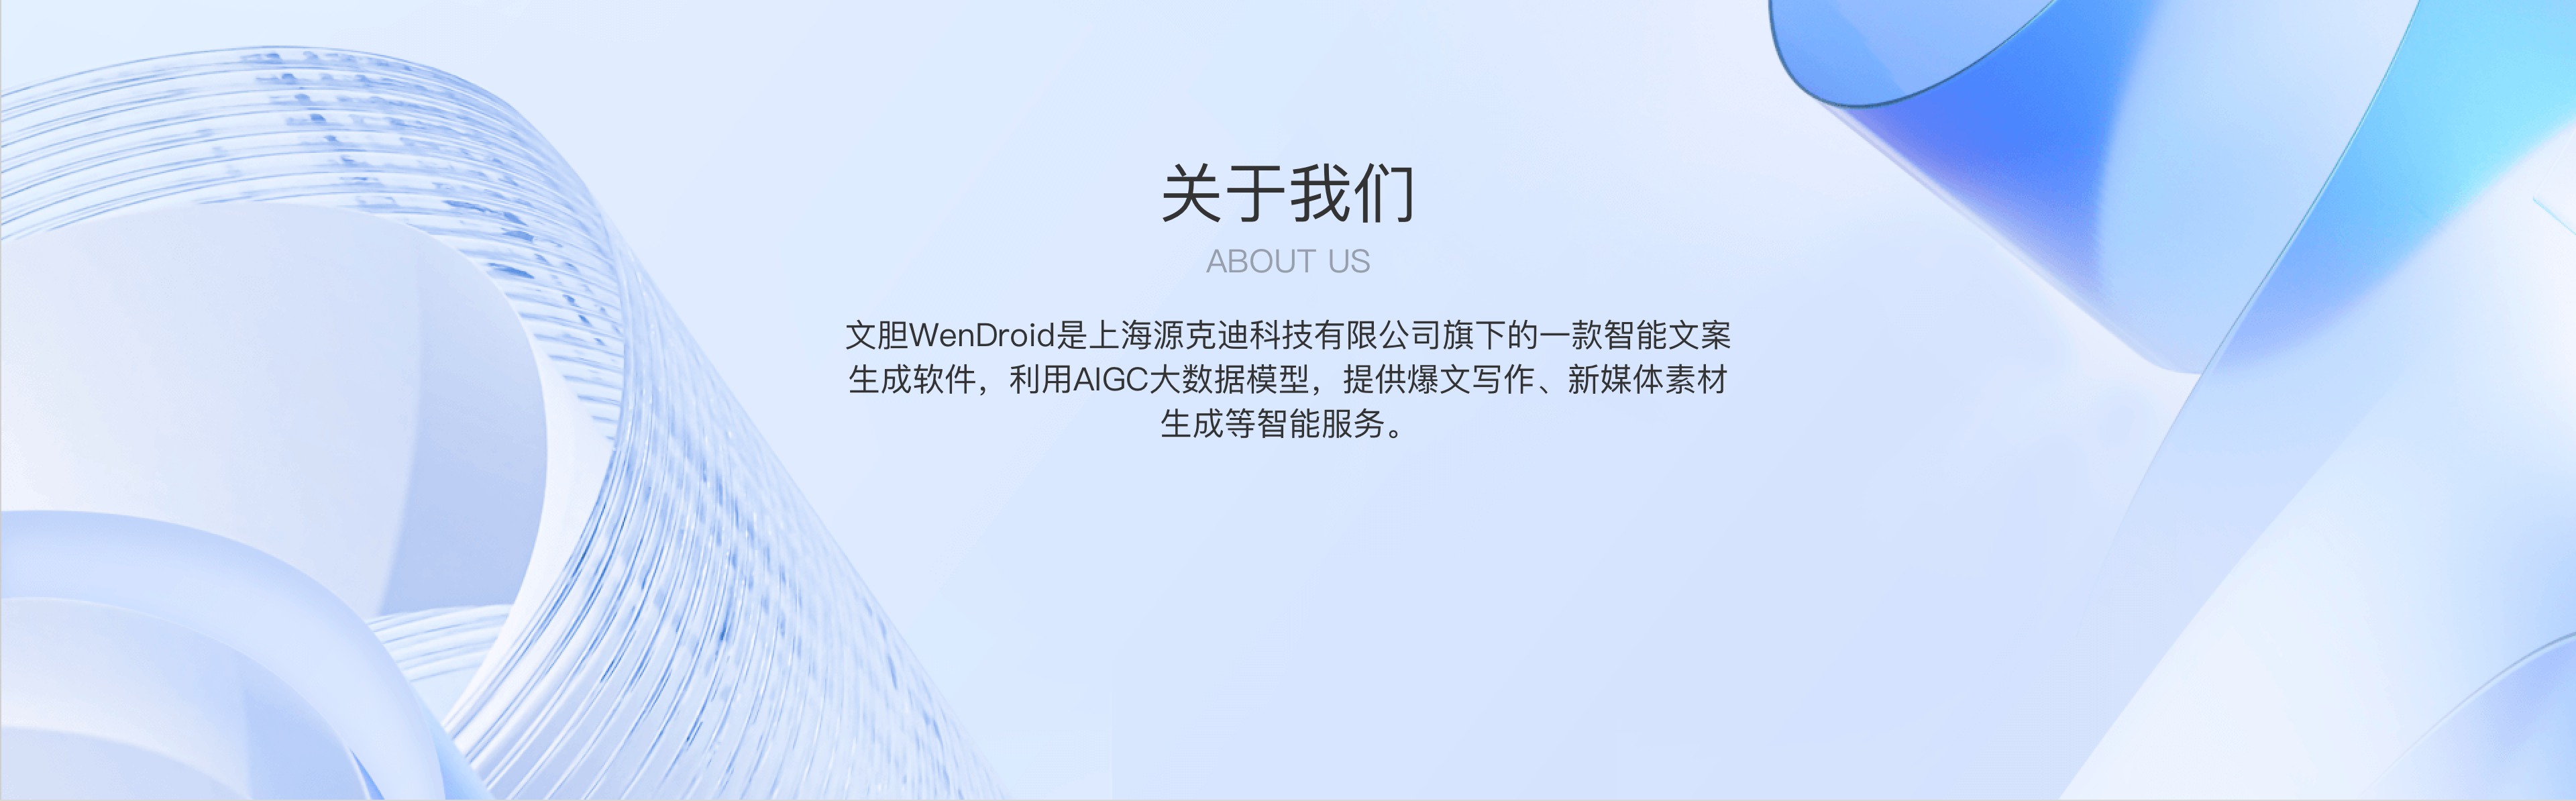 关于我们
ABOUT US
文胆WenDroid是上海源克迪科技有限公司旗下的一款智能文案
生成软件，利用AIGC大数据模型，提供爆文写作、新媒体素材
生成等智能服务。